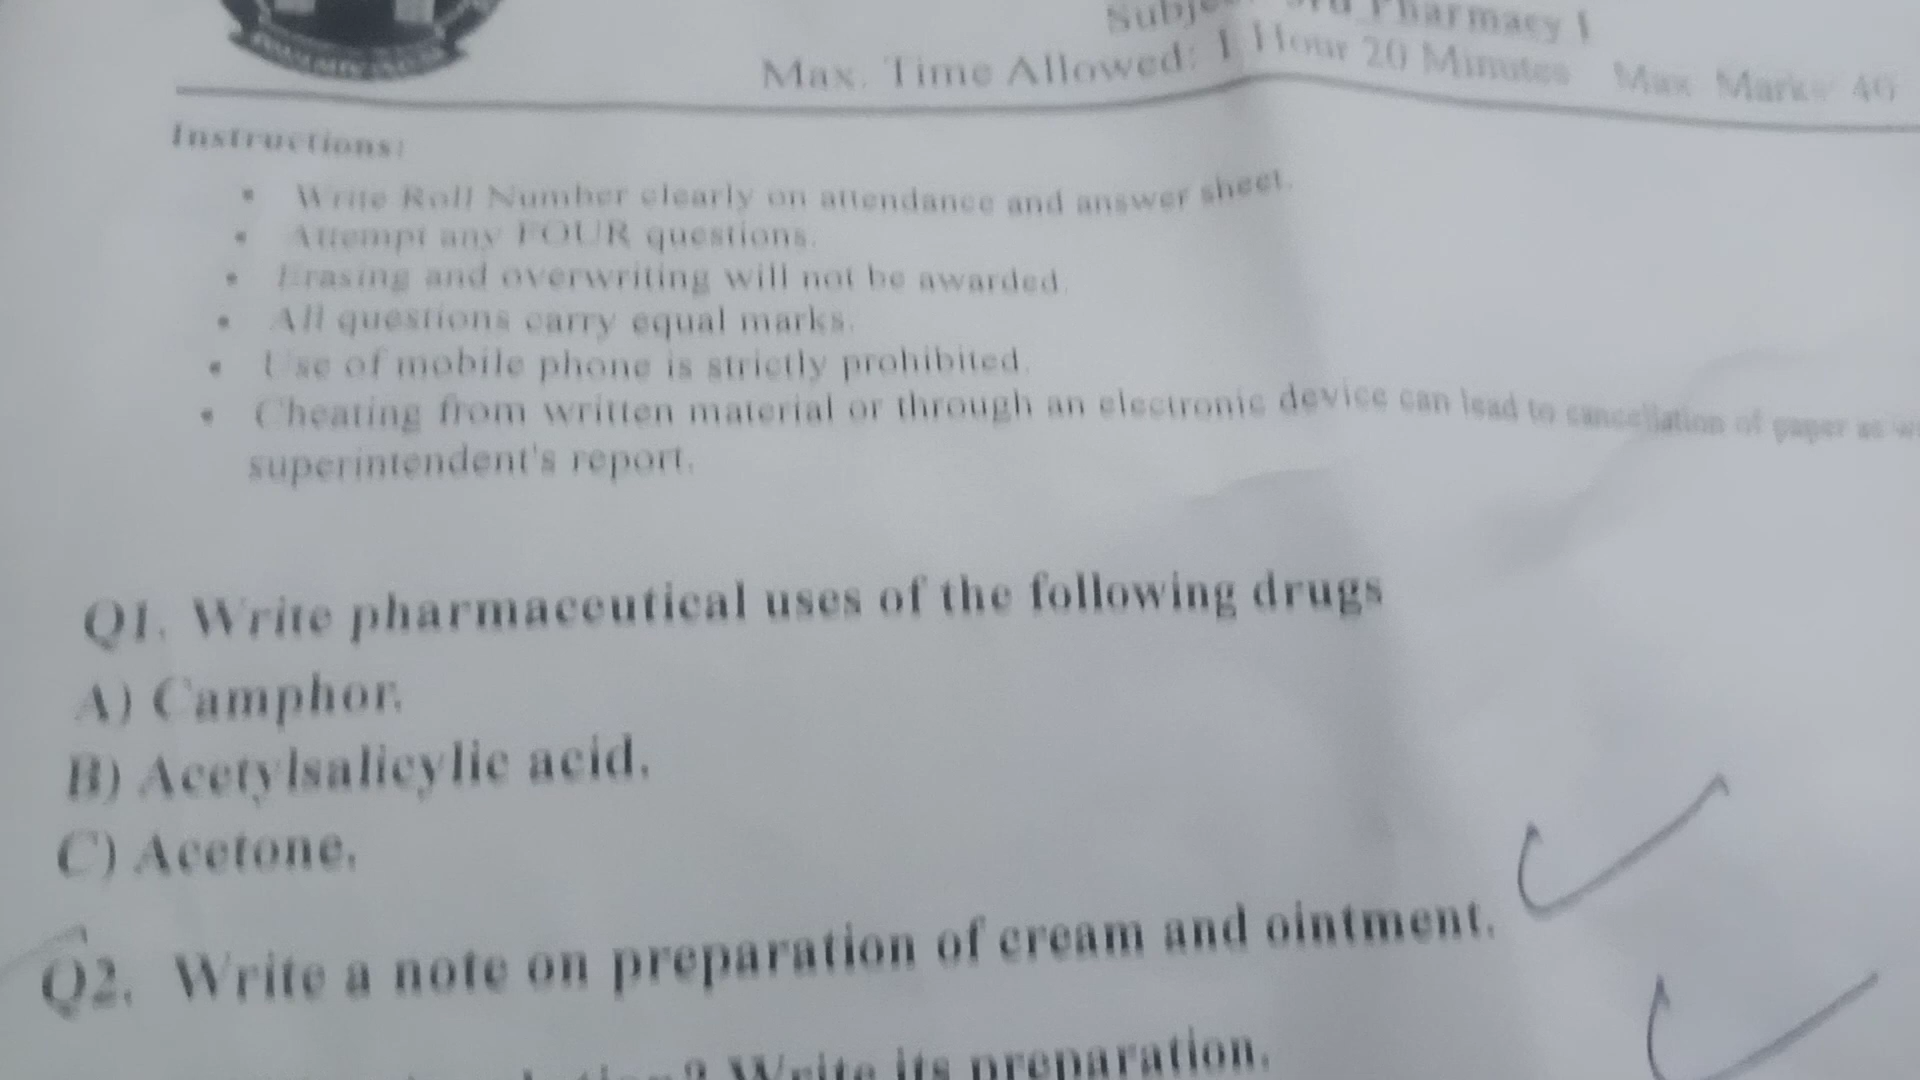 Pharmacy I
Max. Time Allowed: 1 Hour 20 Minutes Max Marks 40
Instructions:
• Write Roll Number clearly on attendance and answer sheet.
• Attempt any FOUR questions.
• Erasing and overwriting will not be awarded.
• All questions carry equal marks.
• Use of mobile phone is strictly prohibited.
• Cheating from written material or through an electronic device can lead to cancellation of paper as
superintendent's report.
Q1. Write pharmaceutical uses of the following drugs
A) Camphor.
B) Acetylsalicylic acid.
C) Acetone.
Q2. Write a note on preparation of cream and ointment.
Write its preparation.